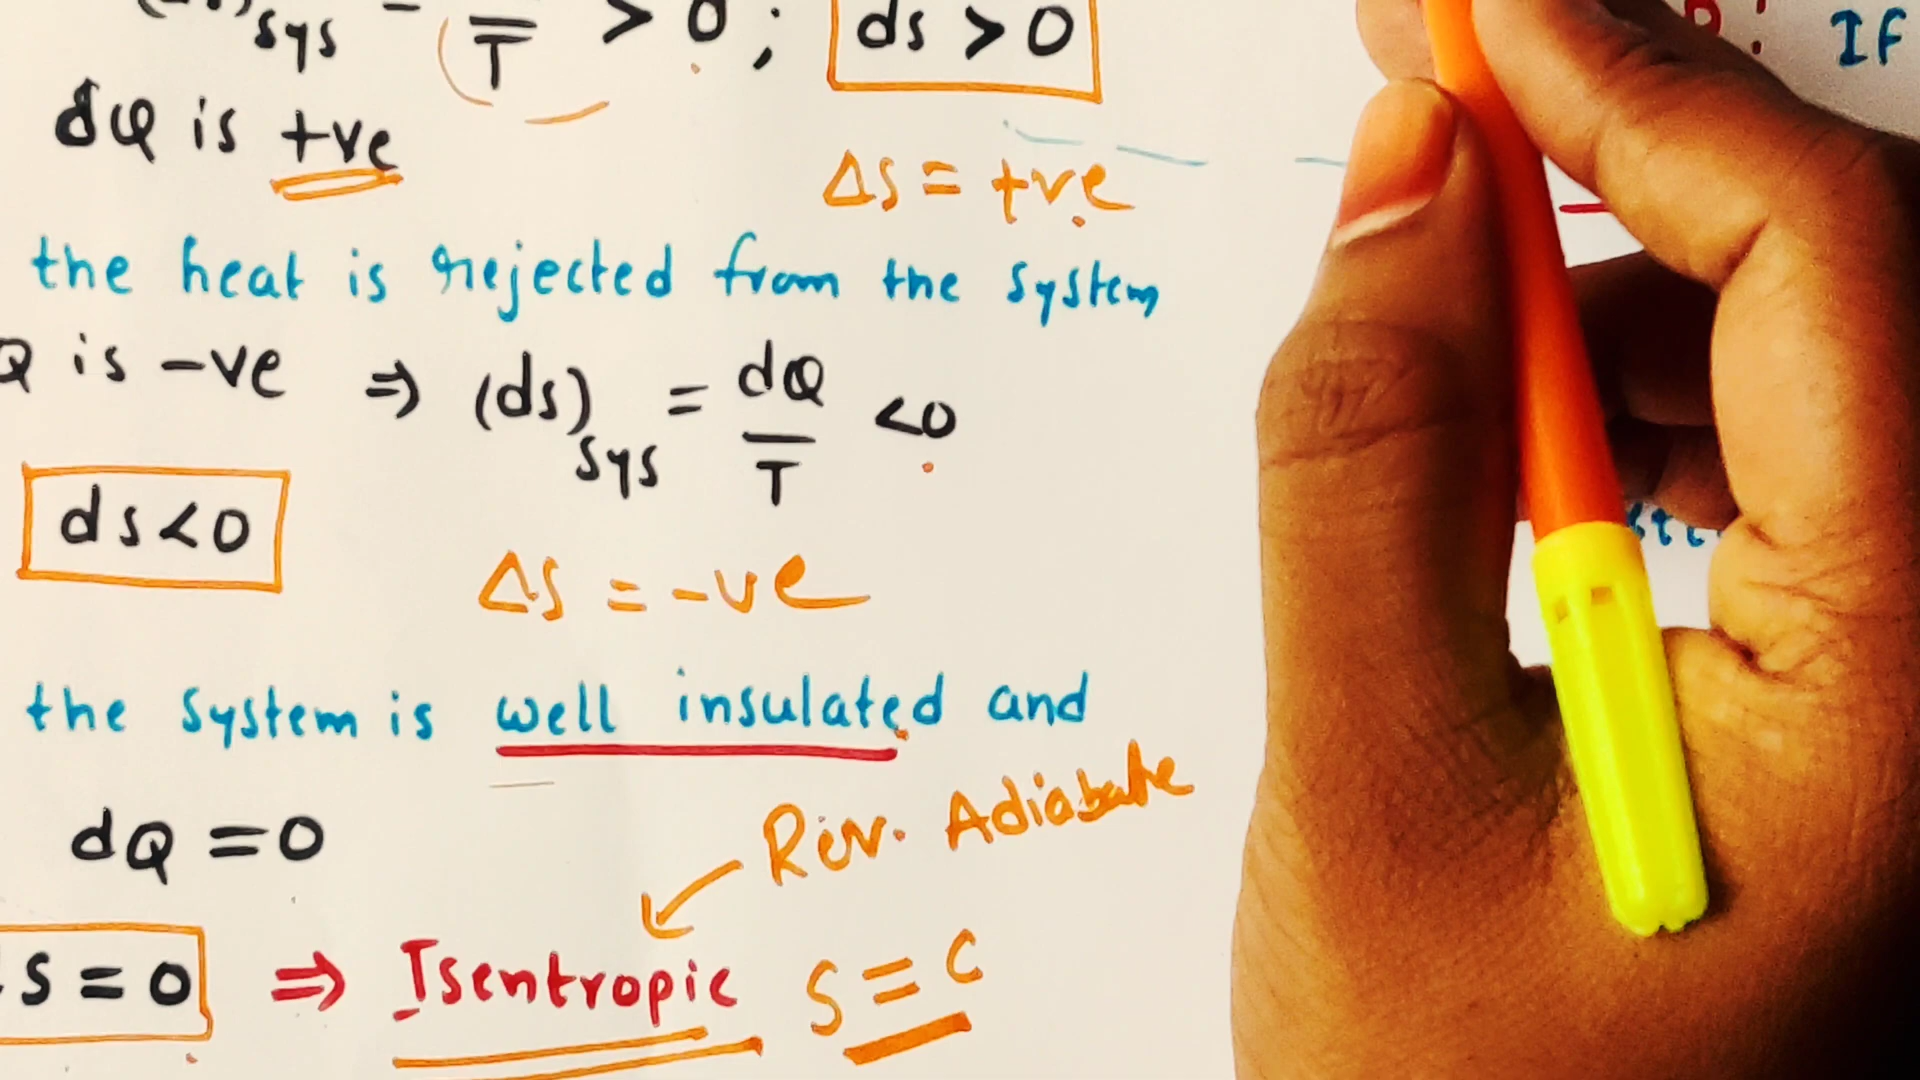 sys = T > 0 ; ds > 0
dQ is +ve
Δs = +ve
the heat is rejected from the system
Q is -ve ⇒ (ds)sys = dQ/T <0
ds<0
Δs = -ve
the system is well insulated and
dQ = 0
Rev. Adiabatic
s = 0 ⇒ Isentropic S = C
If